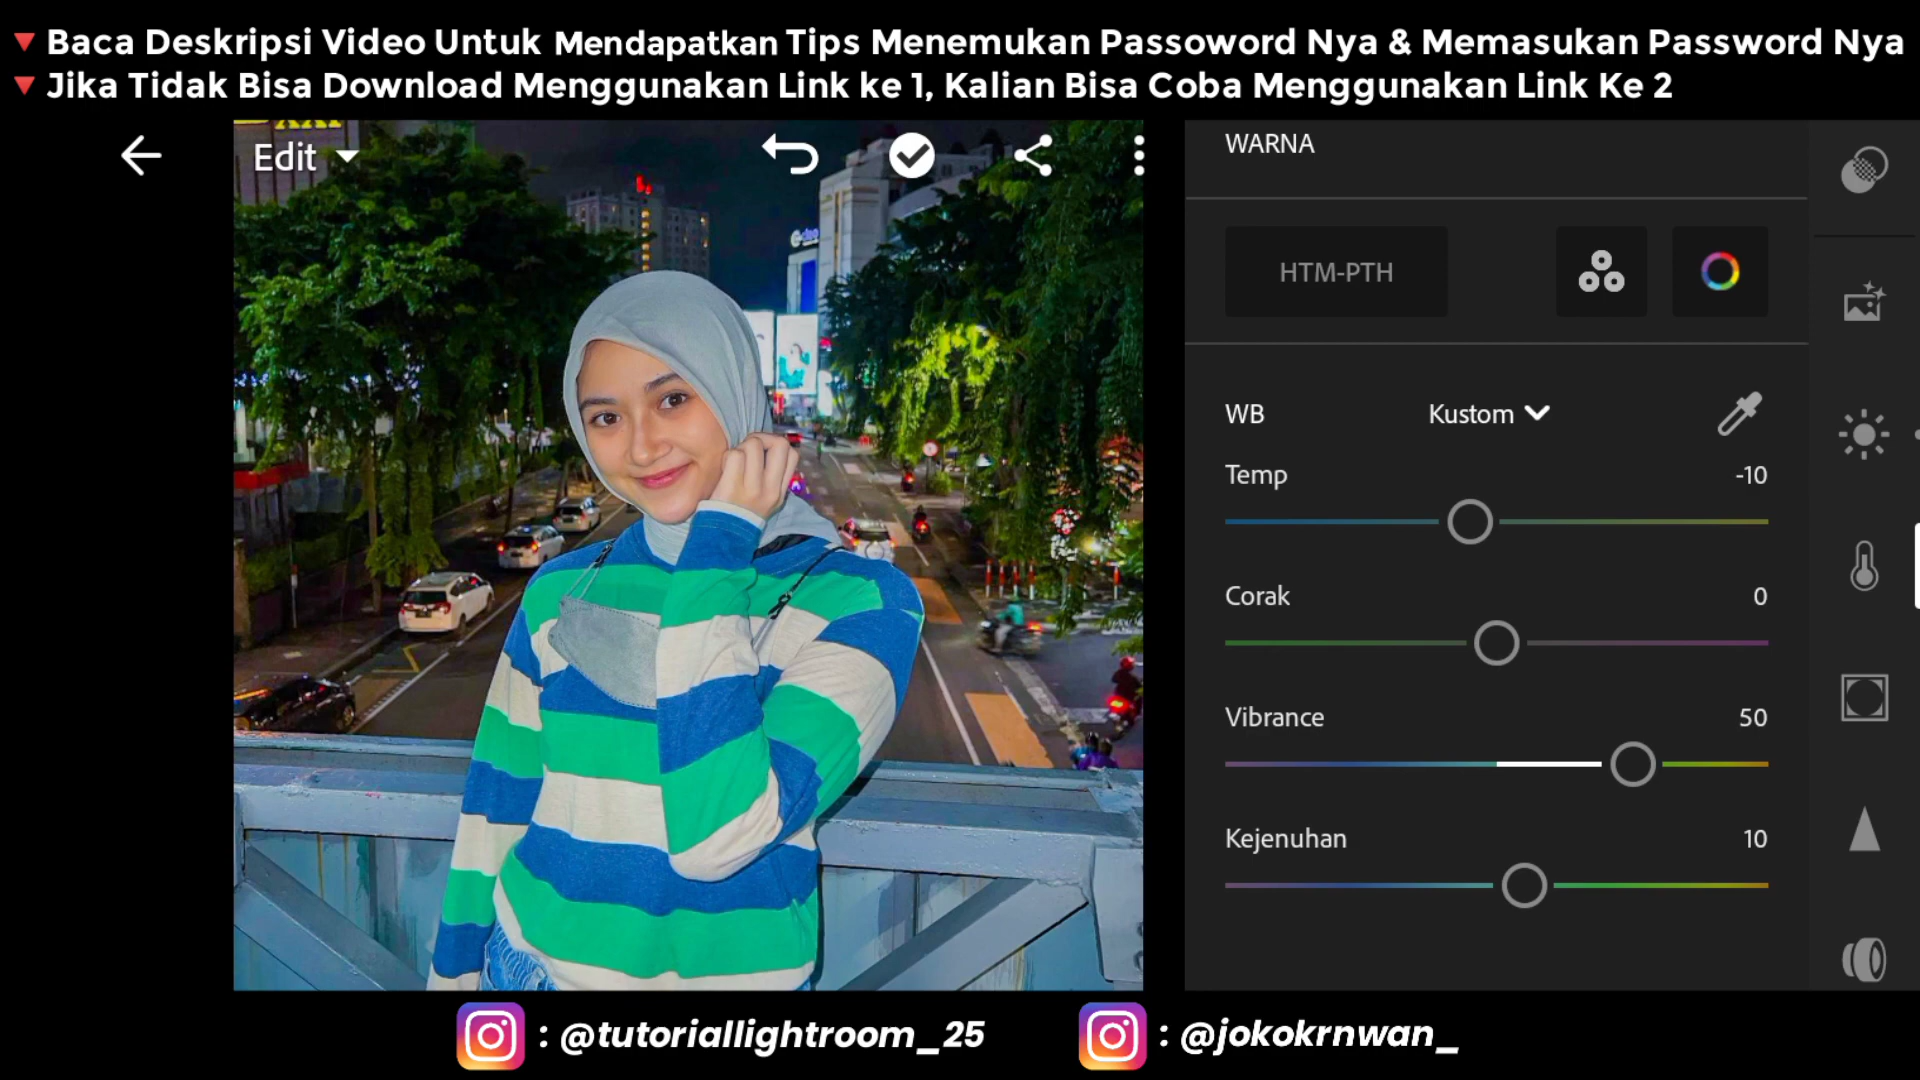 Baca Deskripsi Video Untuk Mendapatkan Tips Menemukan Passoword Nya & Memasukan Password Nya
Jika Tidak Bisa Download Menggunakan Link ke 1, Kalian Bisa Coba Menggunakan Link Ke 2
Edit
WARNA
HTM-PTH
WB Kustom
Temp -10
Corak 0
Vibrance 50
Kejenuhan 10
: @tutoriallightroom_25
: @jokokrnwan_